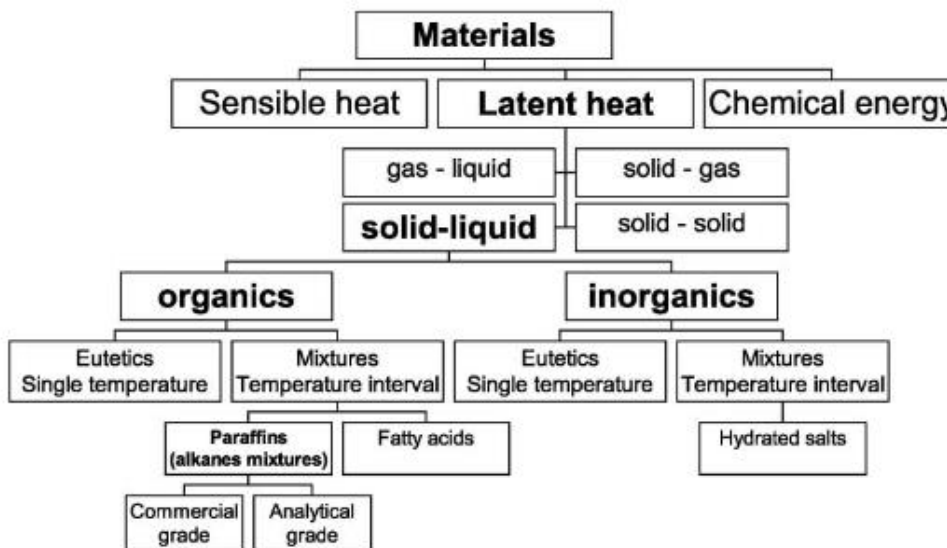 Materials
Sensible heat
Latent heat
Chemical energy
gas - liquid
solid - gas
solid-liquid
solid - solid
organics
inorganics
Eutetics
Single temperature
Mixtures
Temperature interval
Eutetics
Single temperature
Mixtures
Temperature interval
Paraffins
(alkanes mixtures)
Fatty acids
Hydrated salts
Commercial
grade
Analytical
grade